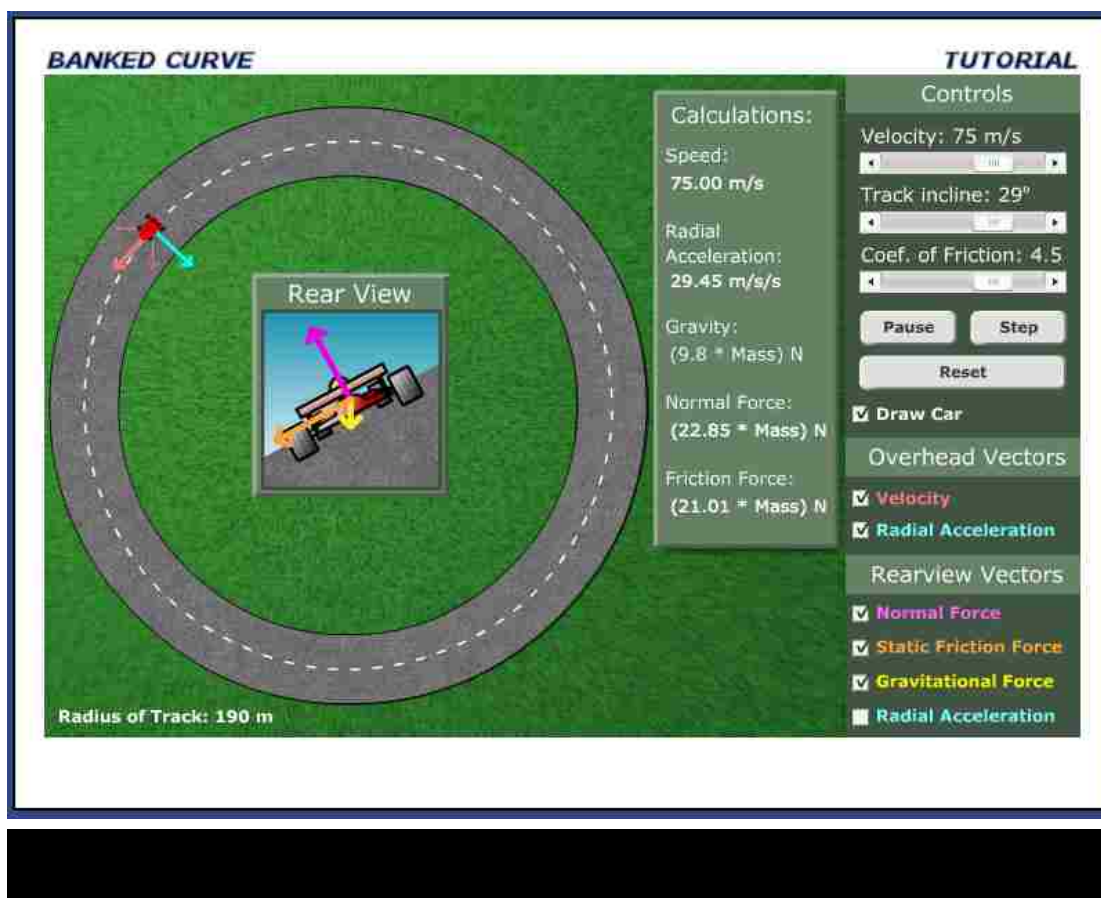 BANKED CURVE
TUTORIAL
Rear View
Radius of Track: 190 m
Calculations:
Speed:
75.00 m/s
Radial
Acceleration:
29.45 m/s/s
Gravity:
(9.8 * Mass) N
Normal Force:
(22.85 * Mass) N
Friction Force:
(21.01 * Mass) N
Controls
Velocity: 75 m/s
Track incline: 29°
Coef. of Friction: 4.5
Pause
Step
Reset
Draw Car
Overhead Vectors
Velocity
Radial Acceleration
Rearview Vectors
Normal Force
Static Friction Force
Gravitational Force
Radial Acceleration